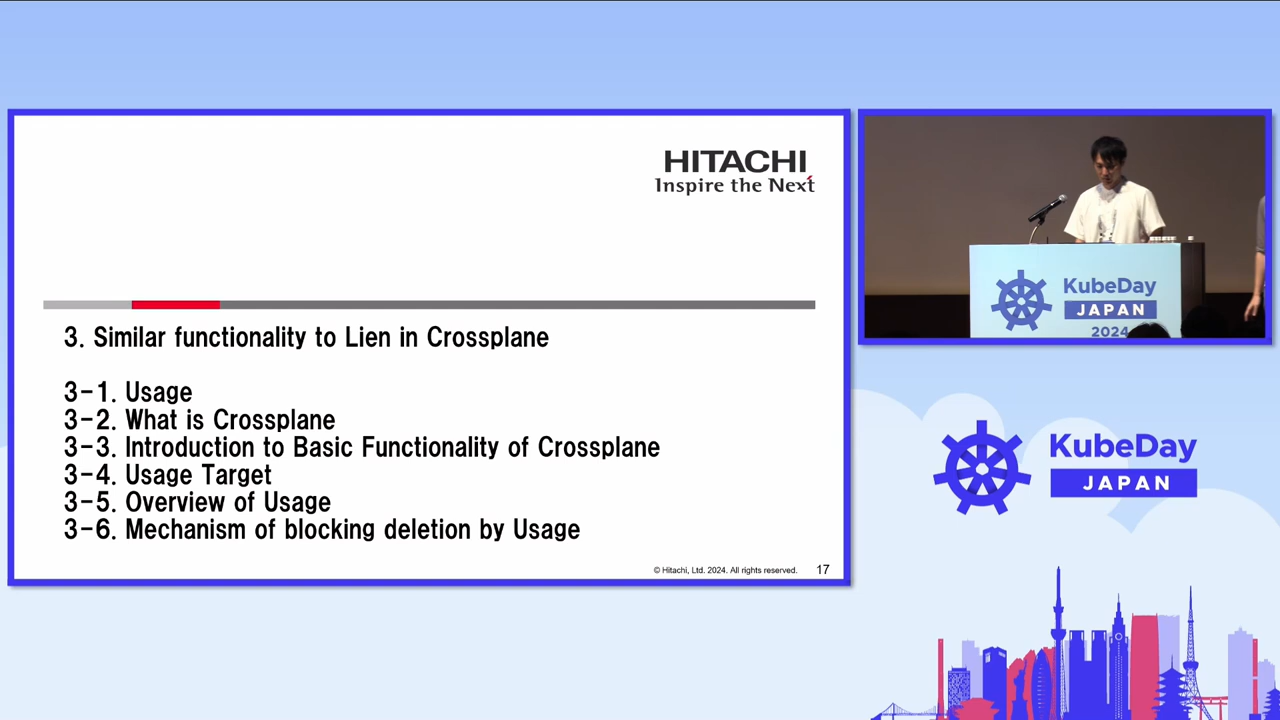 HITACHI
Inspire the Next
3. Similar functionality to Lien in Crossplane
3-1. Usage
3-2. What is Crossplane
3-3. Introduction to Basic Functionality of Crossplane
3-4. Usage Target
3-5. Overview of Usage
3-6. Mechanism of blocking deletion by Usage
© Hitachi, Ltd. 2024. All rights reserved.
17
KubeDay
JAPAN
2024
KubeDay
JAPAN